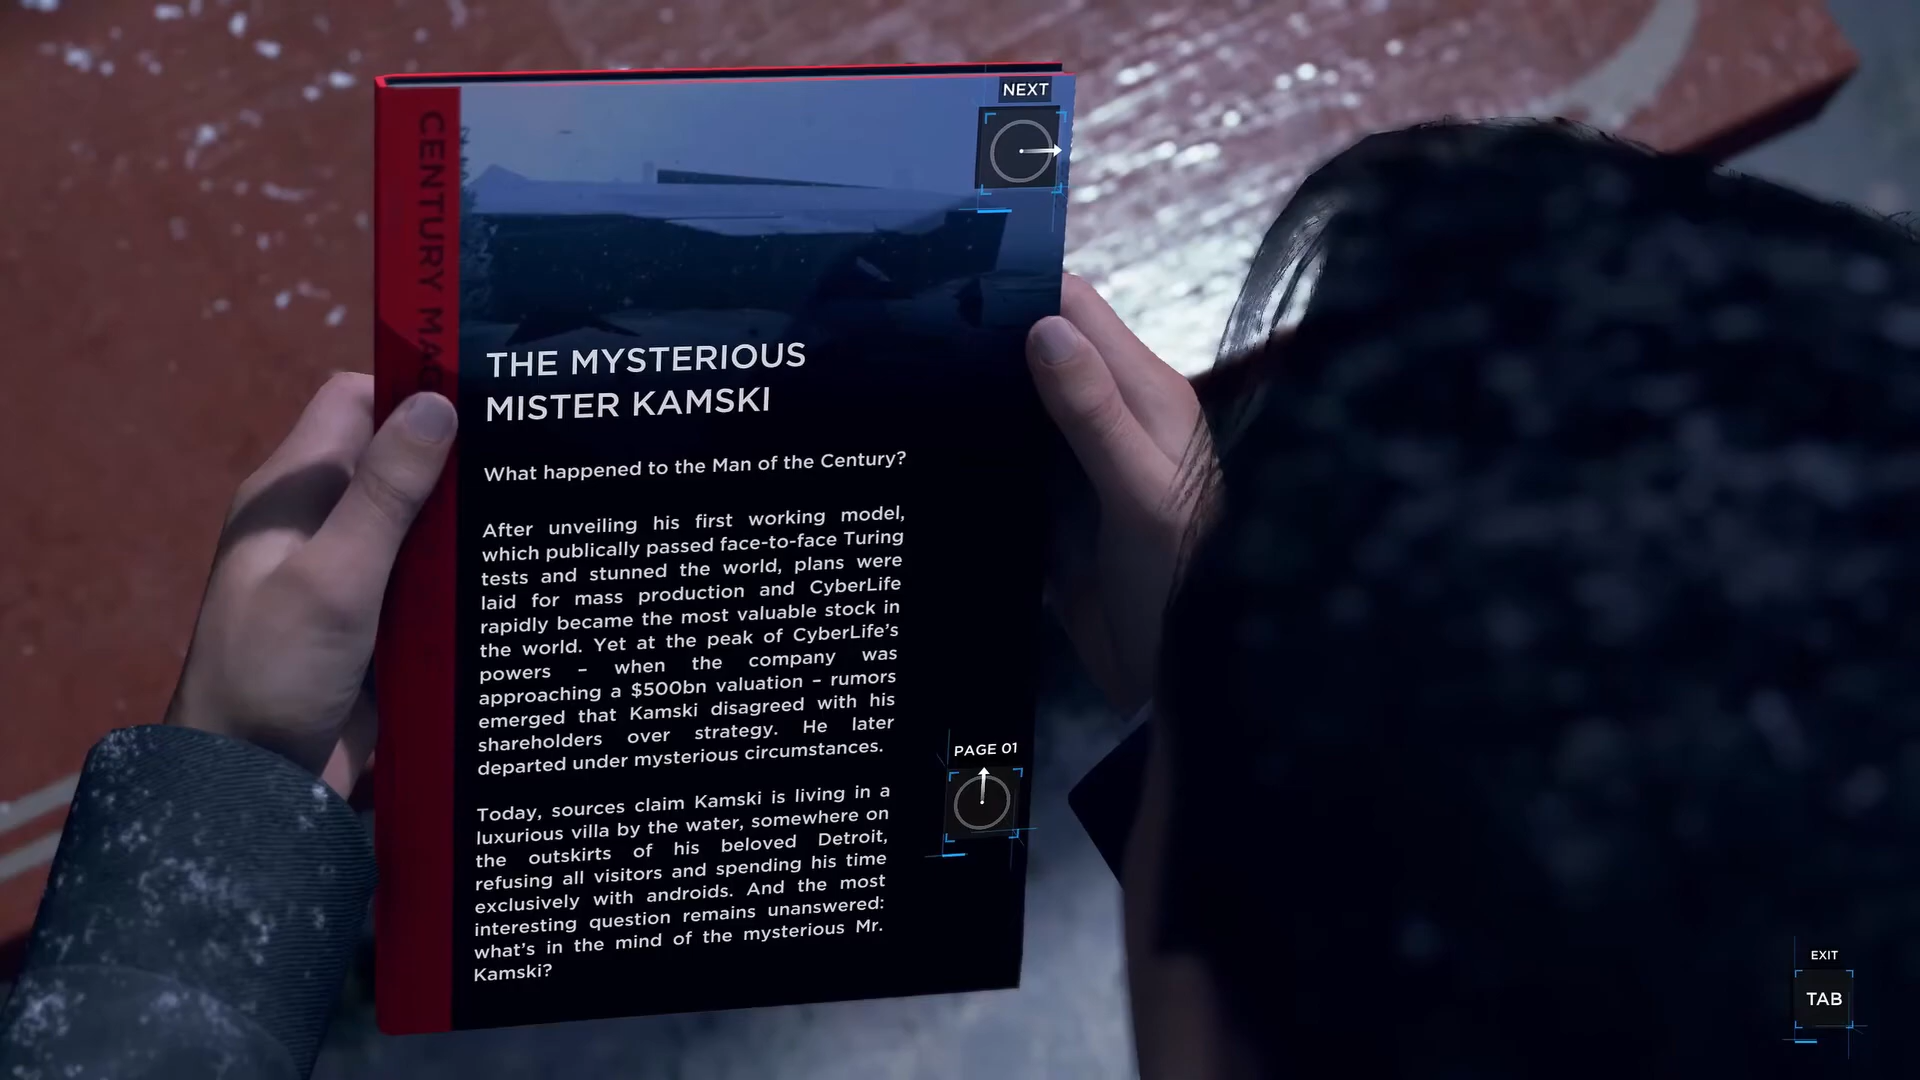 NEXT
CENTURY MAG
THE MYSTERIOUS
MISTER KAMSKI
What happened to the Man of the Century?
After unveiling his first working model,
which publically passed face-to-face Turing
tests and stunned the world, plans were
laid for mass production and CyberLife
rapidly became the most valuable stock in
the world. Yet at the peak of CyberLife's
powers – when the company was
approaching a $500bn valuation – rumors
emerged that Kamski disagreed with his
shareholders over strategy. He later
departed under mysterious circumstances.
Today, sources claim Kamski is living in a
luxurious villa by the water, somewhere on
the outskirts of his beloved Detroit,
refusing all visitors and spending his time
exclusively with androids. And the most
interesting question remains unanswered:
what's in the mind of the mysterious Mr.
Kamski?
PAGE 01
EXIT
TAB